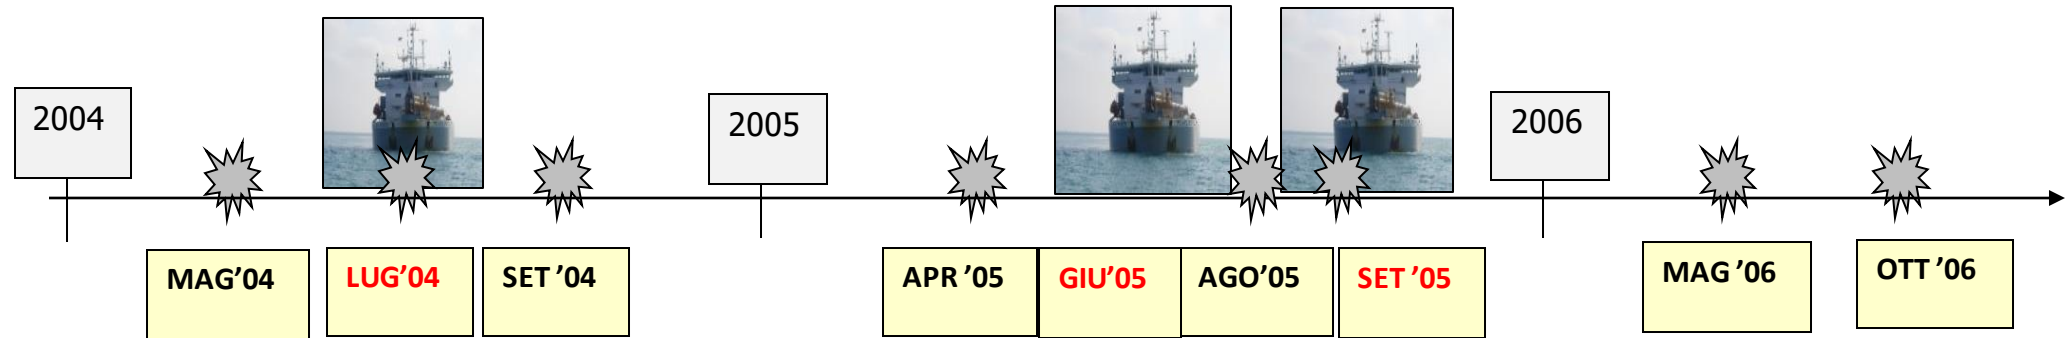 2004
2005
2006
MAG’04
LUG’04
SET ’04
APR ’05
GIU’05
AGO’05
SET ’05
MAG ’06
OTT ’06